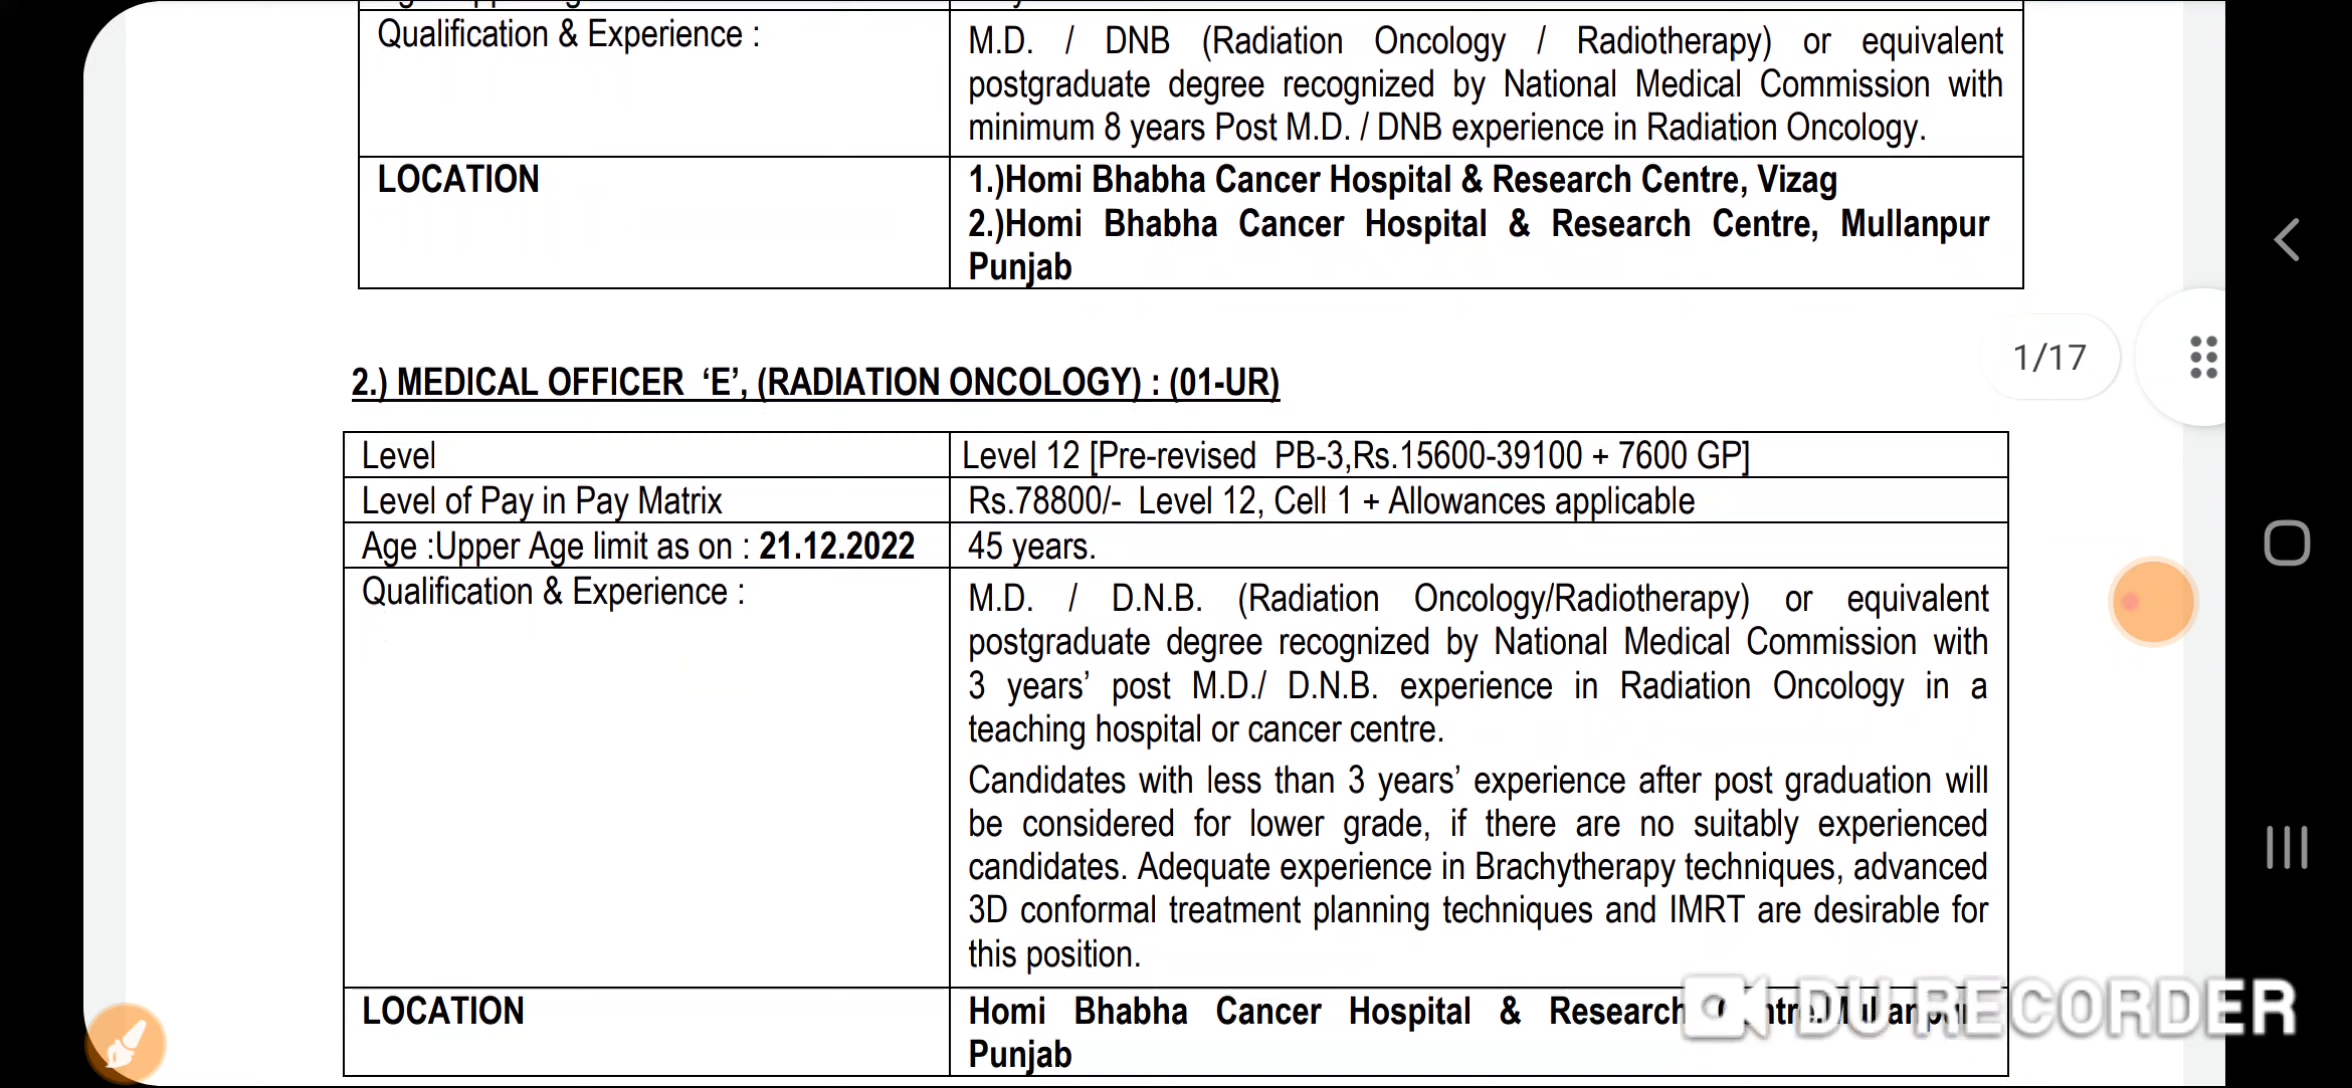 Qualification & Experience :
M.D. / DNB (Radiation Oncology / Radiotherapy) or equivalent
postgraduate degree recognized by National Medical Commission with
minimum 8 years Post M.D. / DNB experience in Radiation Oncology.
LOCATION
1.)Homi Bhabha Cancer Hospital & Research Centre, Vizag
2.)Homi Bhabha Cancer Hospital & Research Centre, Mullanpur
Punjab
1/17
2.) MEDICAL OFFICER ‘E’, (RADIATION ONCOLOGY) : (01-UR)
Level
Level 12 [Pre-revised PB-3,Rs.15600-39100 + 7600 GP]
Level of Pay in Pay Matrix
Rs.78800/- Level 12, Cell 1 + Allowances applicable
Age :Upper Age limit as on : 21.12.2022
45 years.
Qualification & Experience :
M.D. / D.N.B. (Radiation Oncology/Radiotherapy) or equivalent
postgraduate degree recognized by National Medical Commission with
3 years’ post M.D./ D.N.B. experience in Radiation Oncology in a
teaching hospital or cancer centre.
Candidates with less than 3 years’ experience after post graduation will
be considered for lower grade, if there are no suitably experienced
candidates. Adequate experience in Brachytherapy techniques, advanced
3D conformal treatment planning techniques and IMRT are desirable for
this position.
LOCATION
Homi Bhabha Cancer Hospital & Research
Punjab
DU RECORDER